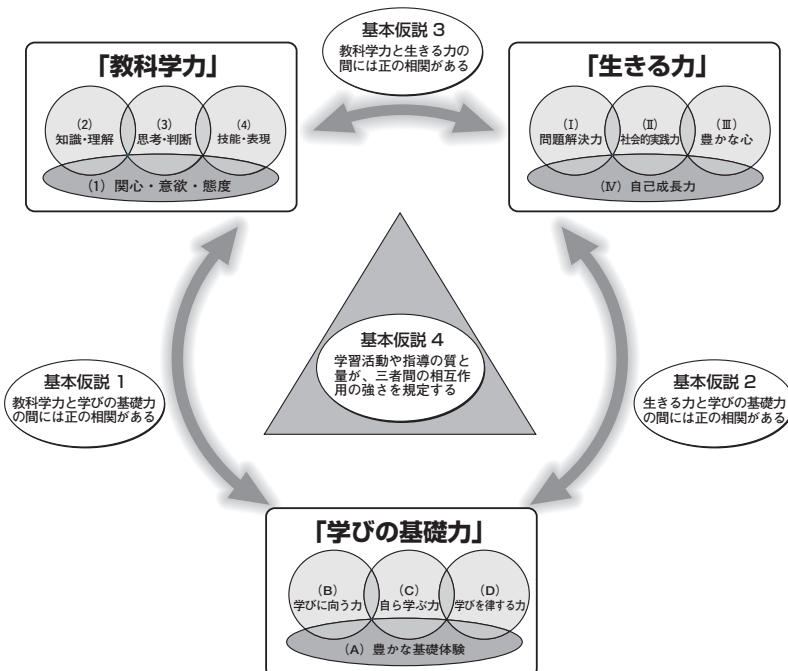 基本仮説 3
教科学力と生きる力の
間には正の相関がある
「教科学力」
(2)
知識・理解
(3)
思考・判断
(4)
技能・表現
(1) 関心・意欲・態度
「生きる力」
(Ⅰ)
問題解決力
(Ⅱ)
社会的実践力
(Ⅲ)
豊かな心
(Ⅳ) 自己成長力
基本仮説 4
学習活動や指導の質と
量が、三者間の相互作
用の強さを規定する
基本仮説 1
教科学力と学びの基礎力
の間には正の相関がある
基本仮説 2
生きる力と学びの基礎力
の間には正の相関がある
「学びの基礎力」
(B)
学びに向う力
(C)
自ら学ぶ力
(D)
学びを律する力
(A) 豊かな基礎体験